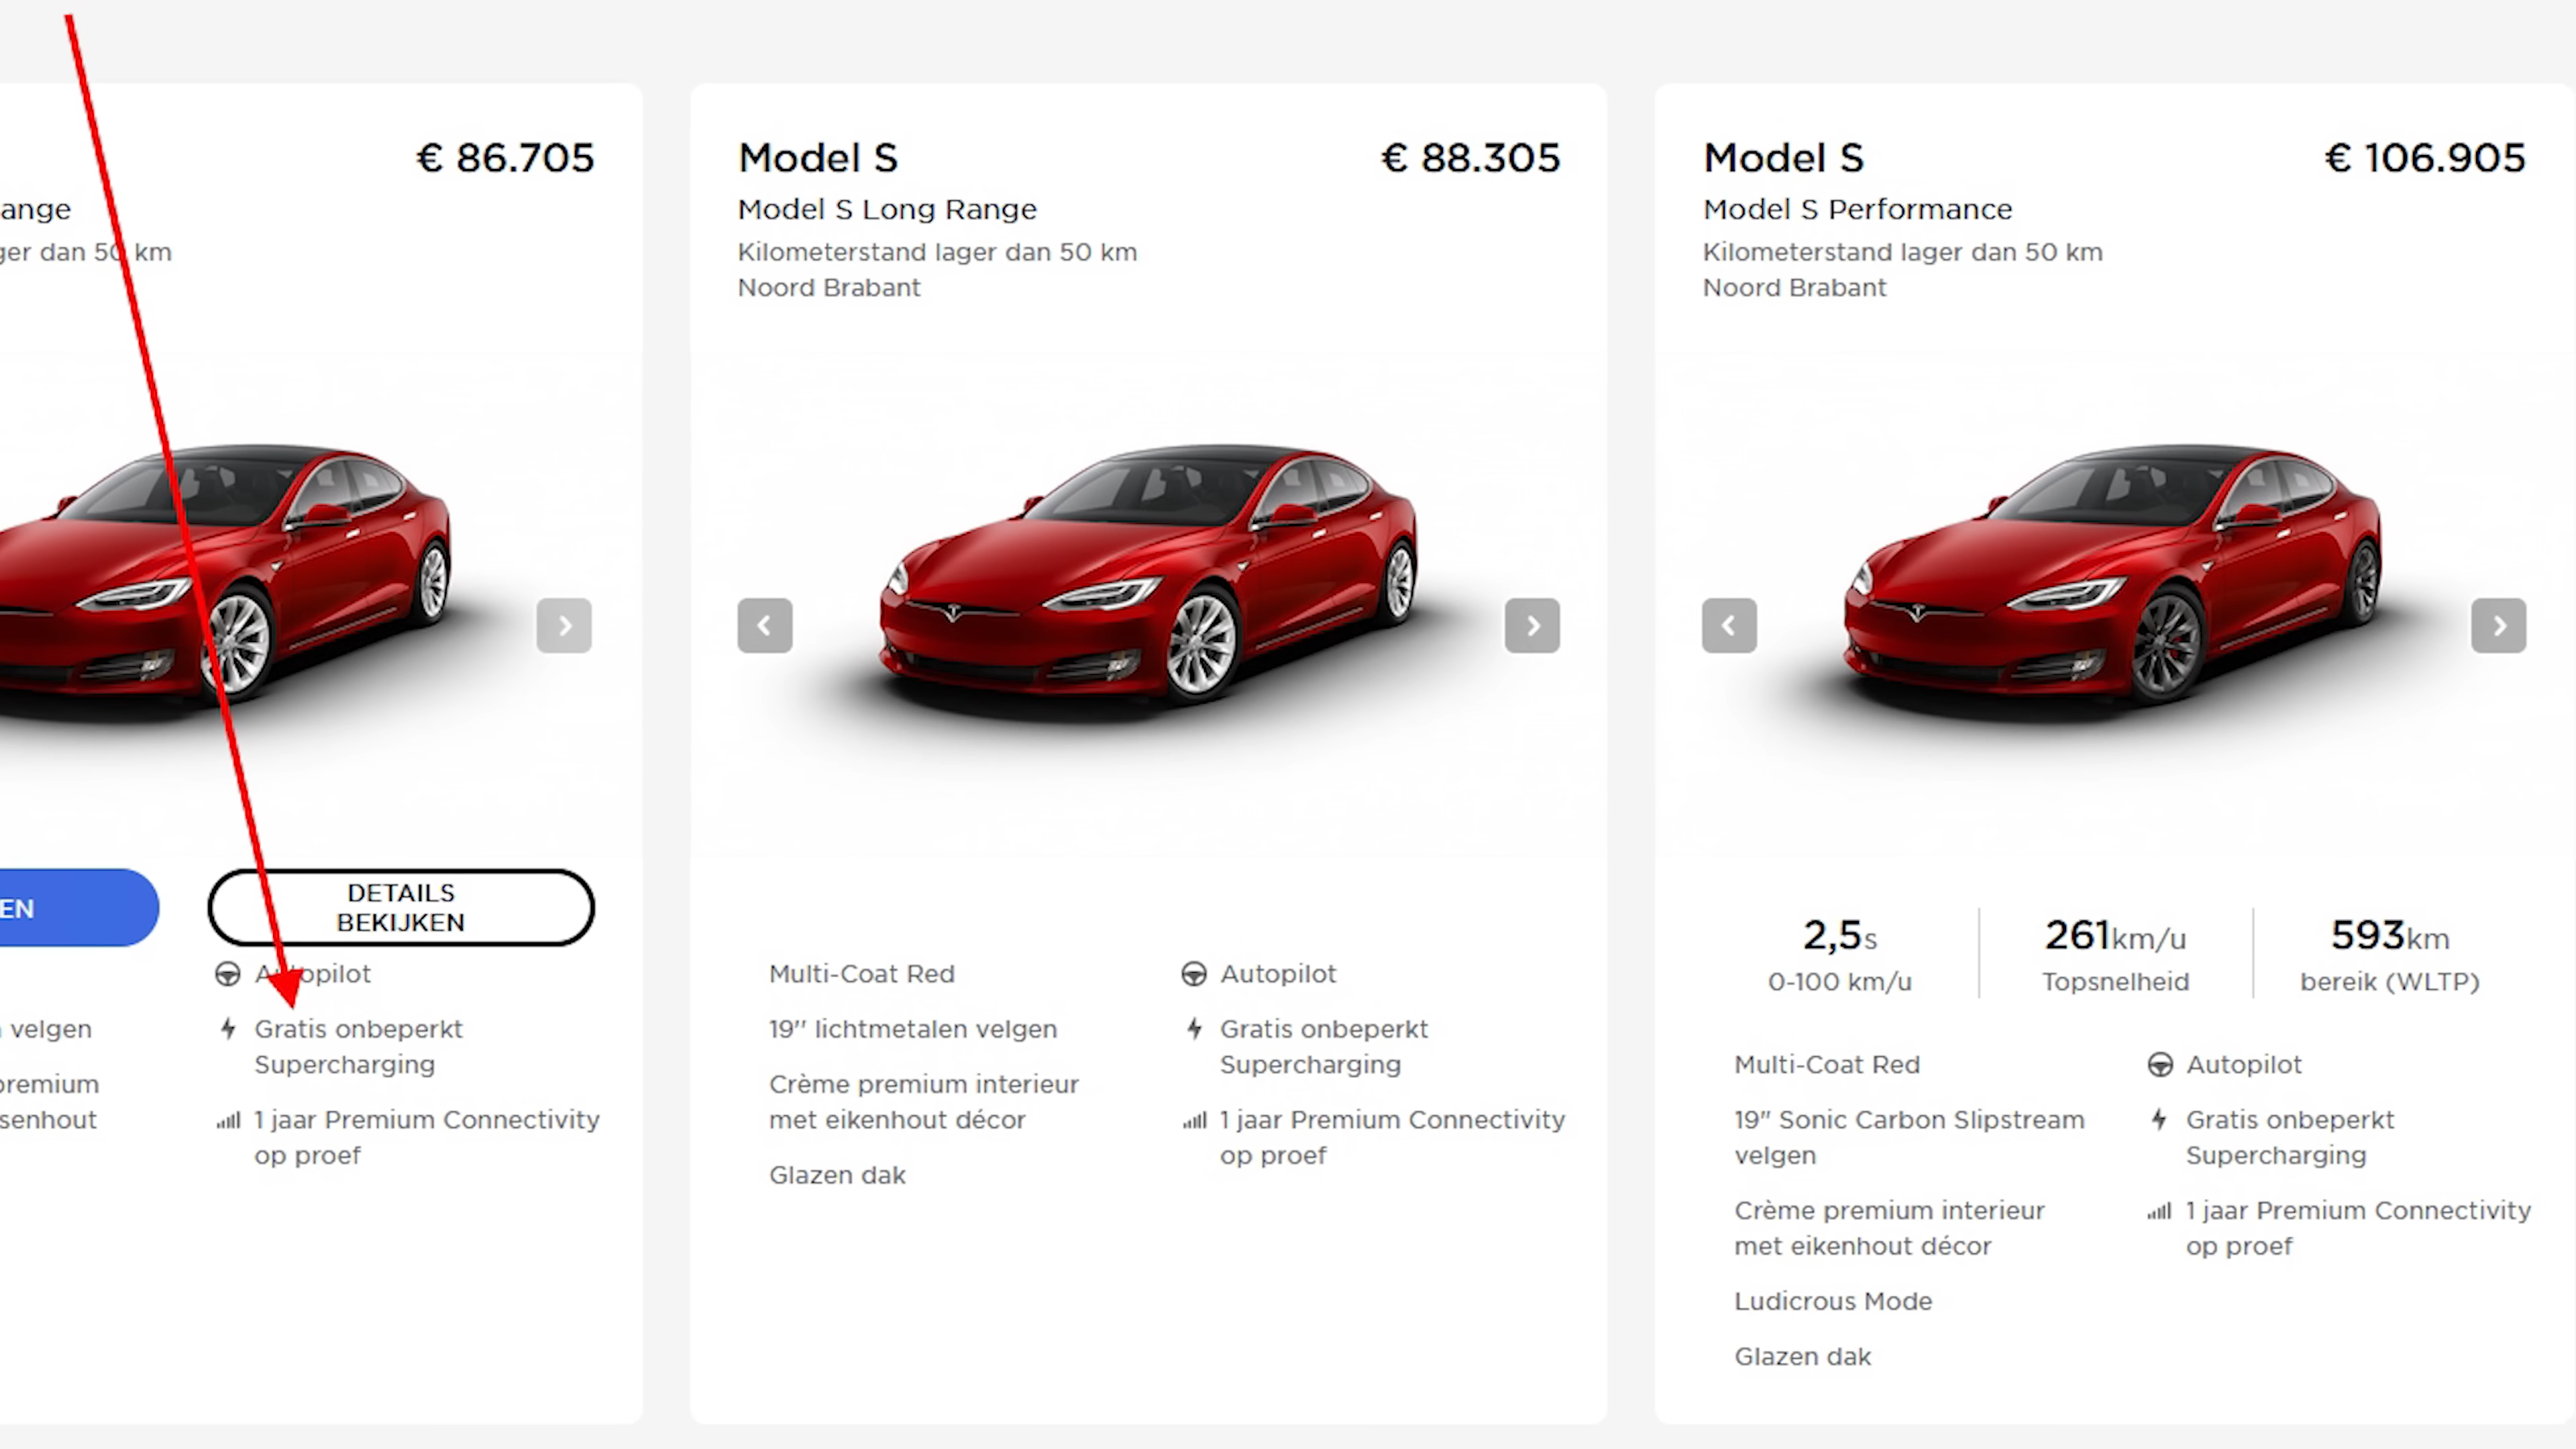 € 86.705
ange
ger dan 50 km
EN
DETAILS
BEKIJKEN
velgen
premium
senhout
Autopilot
Gratis onbeperkt
Supercharging
1 jaar Premium Connectivity
op proef
Model S
€ 88.305
Model S Long Range
Kilometerstand lager dan 50 km
Noord Brabant
Multi-Coat Red
19'' lichtmetalen velgen
Crème premium interieur
met eikenhout décor
Glazen dak
Autopilot
Gratis onbeperkt
Supercharging
1 jaar Premium Connectivity
op proef
Model S
€ 106.905
Model S Performance
Kilometerstand lager dan 50 km
Noord Brabant
2,5s
0-100 km/u
261km/u
Topsnelheid
593km
bereik (WLTP)
Multi-Coat Red
19" Sonic Carbon Slipstream
velgen
Crème premium interieur
met eikenhout décor
Ludicrous Mode
Glazen dak
Autopilot
Gratis onbeperkt
Supercharging
1 jaar Premium Connectivity
op proef